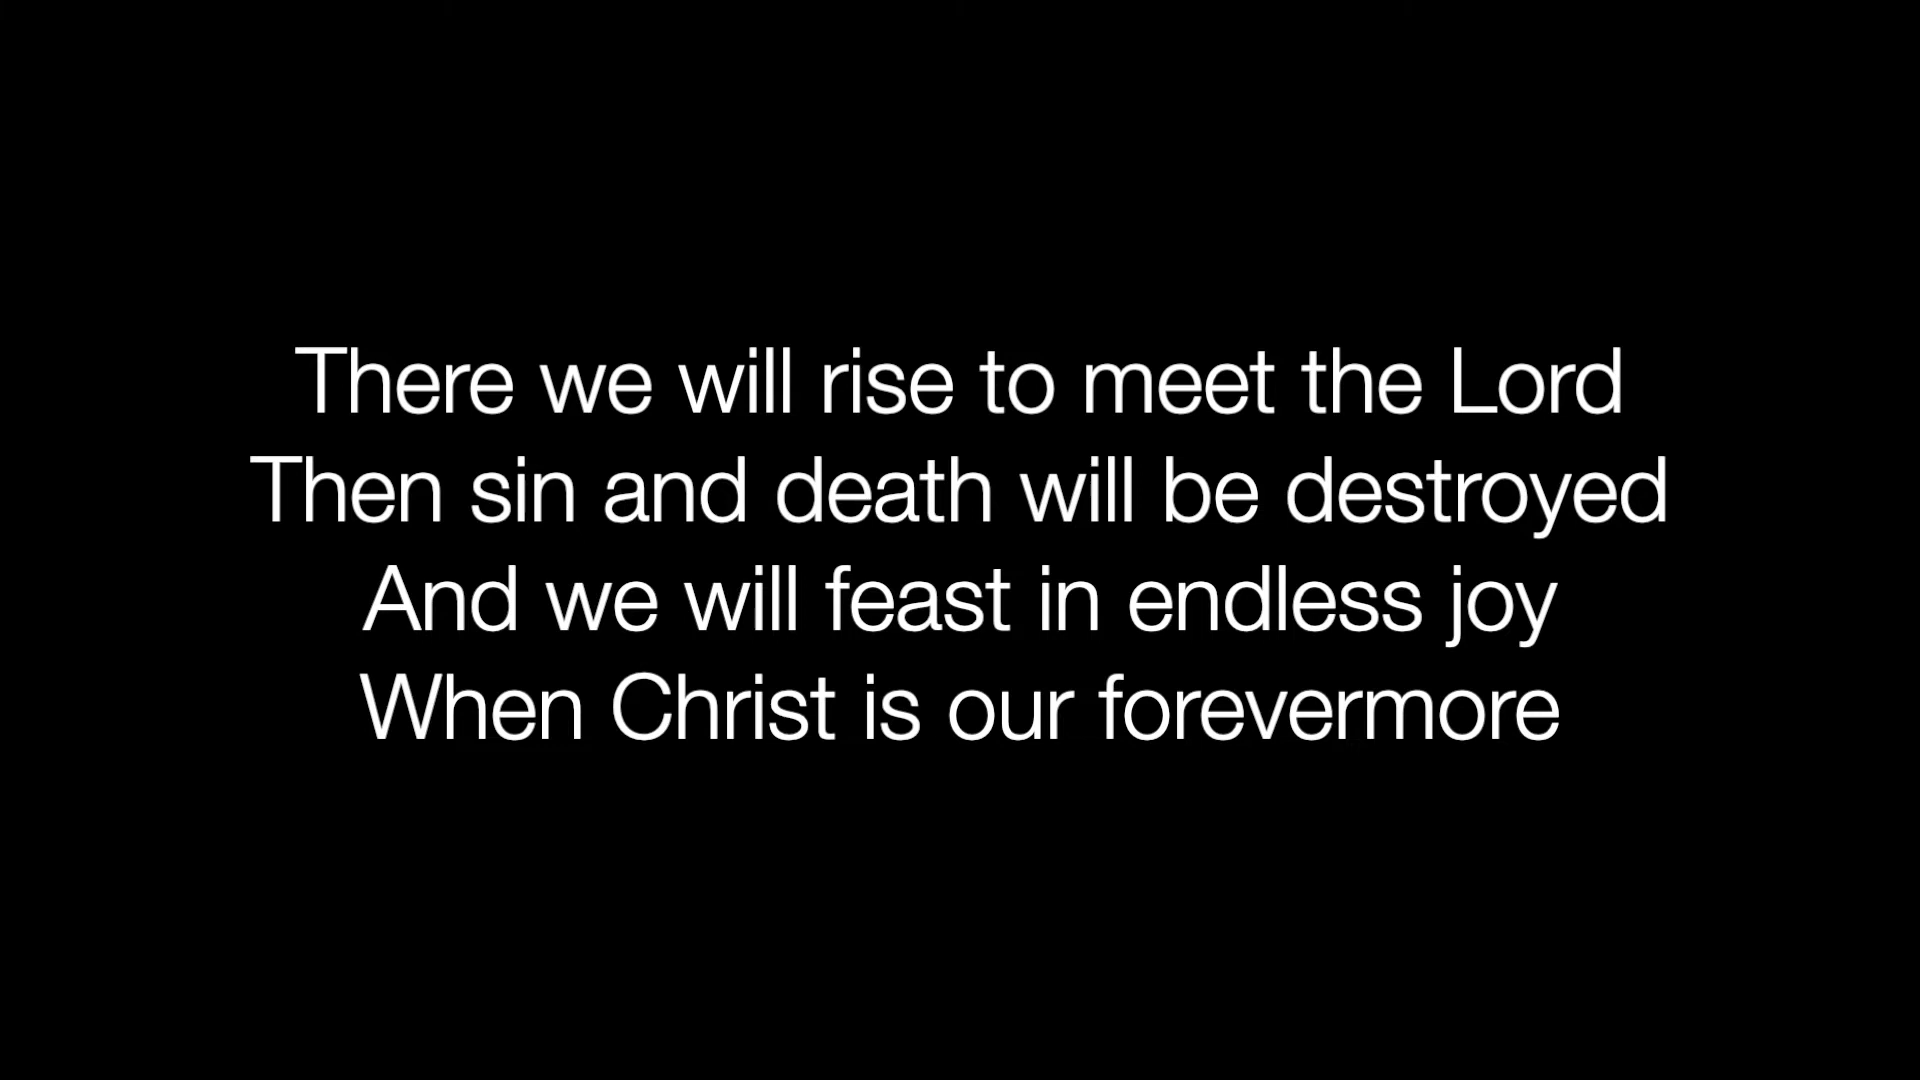 There we will rise to meet the Lord
Then sin and death will be destroyed
And we will feast in endless joy
When Christ is our forevermore